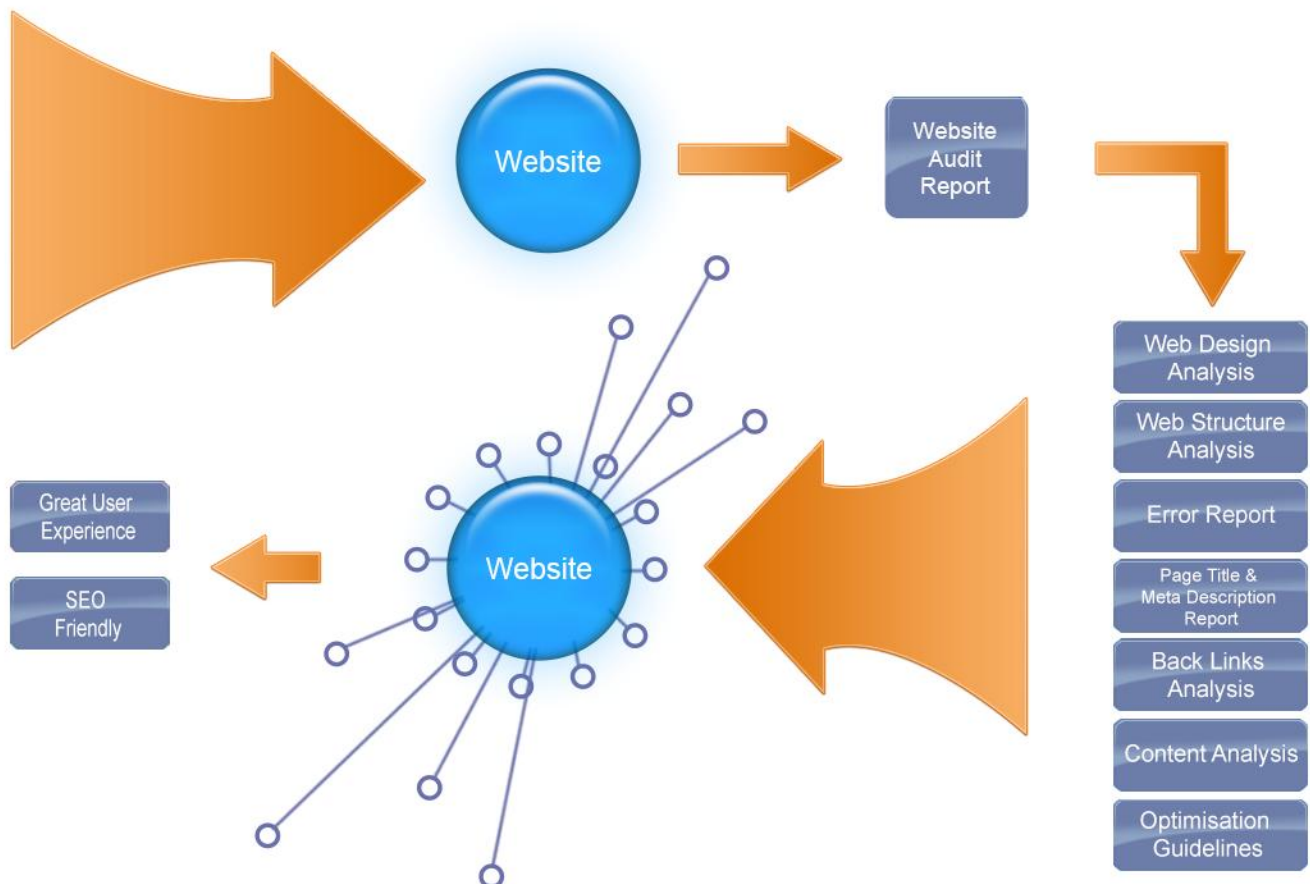 Website
Website
Audit
Report
Web Design
Analysis
Web Structure
Analysis
Error Report
Page Title &
Meta Description
Report
Back Links
Analysis
Content Analysis
Optimisation
Guidelines
Website
Great User
Experience
SEO
Friendly